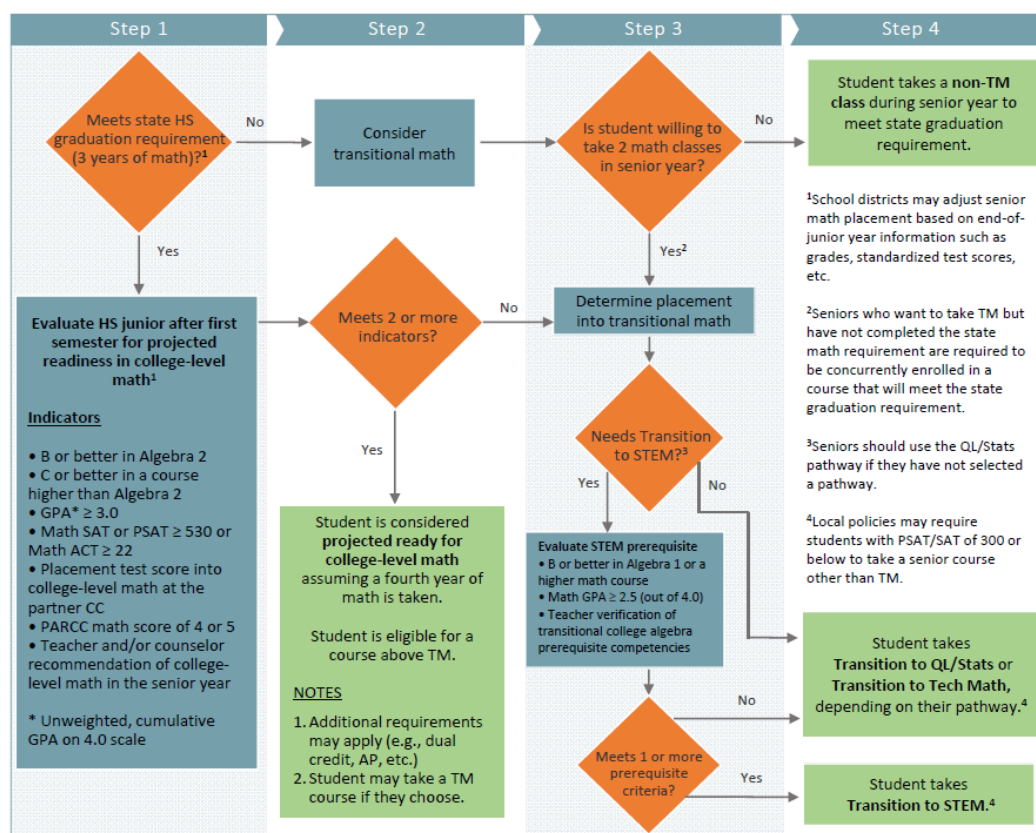 Step 1
Step 2
Step 3
Step 4
Meets state HS
graduation requirement
(3 years of math)?¹
No
Yes
Consider
transitional math
Is student willing to
take 2 math classes
in senior year?
No
Yes²
Student takes a non-TM
class during senior year to
meet state graduation
requirement.
Evaluate HS junior after first
semester for projected
readiness in college-level
math¹
Indicators
• B or better in Algebra 2
• C or better in a course
higher than Algebra 2
• GPA* ≥ 3.0
• Math SAT or PSAT ≥ 530 or
Math ACT ≥ 22
• Placement test score into
college-level math at the
partner CC
• PARCC math score of 4 or 5
• Teacher and/or counselor
recommendation of college-
level math in the senior year
* Unweighted, cumulative
GPA on 4.0 scale
Meets 2 or more
indicators?
No
Yes
Student is considered
projected ready for
college-level math
assuming a fourth year of
math is taken.
Student is eligible for a
course above TM.
NOTES
1. Additional requirements
may apply (e.g., dual
credit, AP, etc.)
2. Student may take a TM
course if they choose.
Determine placement
into transitional math
Needs Transition
to STEM?³
Yes
No
Evaluate STEM prerequisite
• B or better in Algebra 1 or a
higher math course
• Math GPA ≥ 2.5 (out of 4.0)
• Teacher verification of
transitional college algebra
prerequisite competencies
Meets 1 or more
prerequisite
criteria?
No
Yes
¹School districts may adjust senior
math placement based on end-of-
junior year information such as
grades, standardized test scores,
etc.
²Seniors who want to take TM but
have not completed the state
math requirement are required to
be concurrently enrolled in a
course that will meet the state
graduation requirement.
³Seniors should use the QL/Stats
pathway if they have not selected
a pathway.
⁴Local policies may require
students with PSAT/SAT of 300 or
below to take a senior course
other than TM.
Student takes
Transition to QL/Stats or
Transition to Tech Math,
depending on their pathway.⁴
Student takes
Transition to STEM.⁴